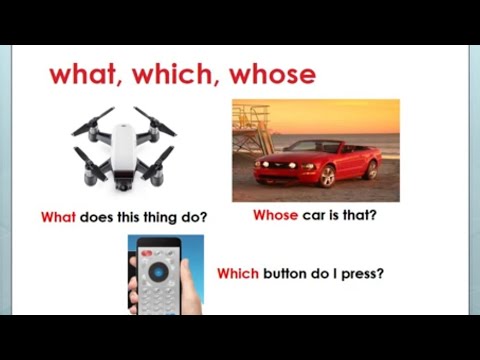 what, which, whose
What does this thing do?
Whose car is that?
Which button do I press?